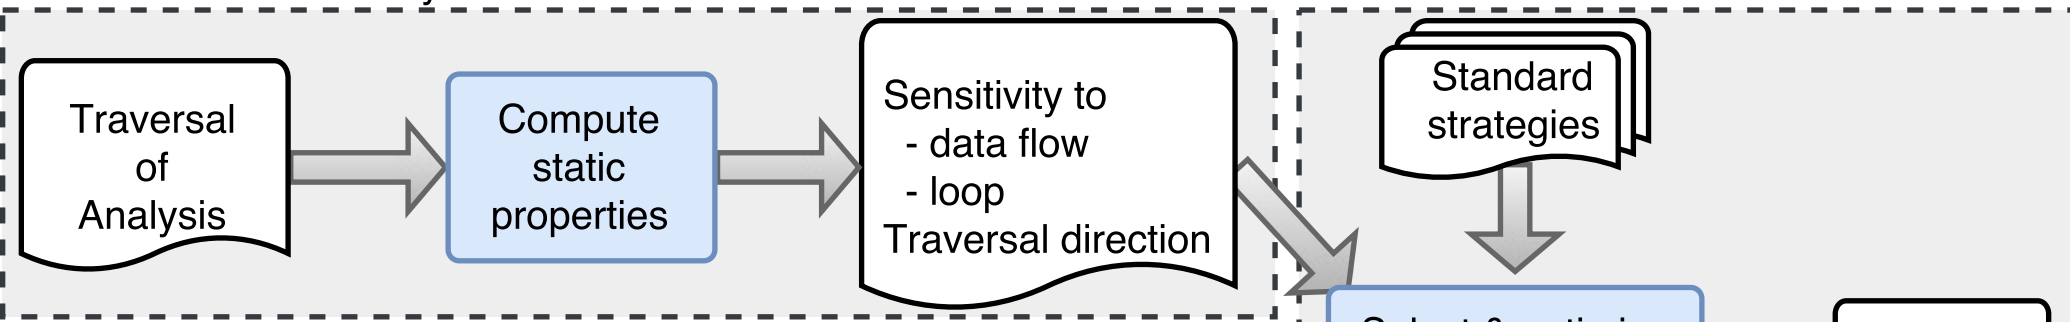 Traversal
of
Analysis
Compute
static
properties
Sensitivity to
- data flow
- loop
Traversal direction
Standard
strategies